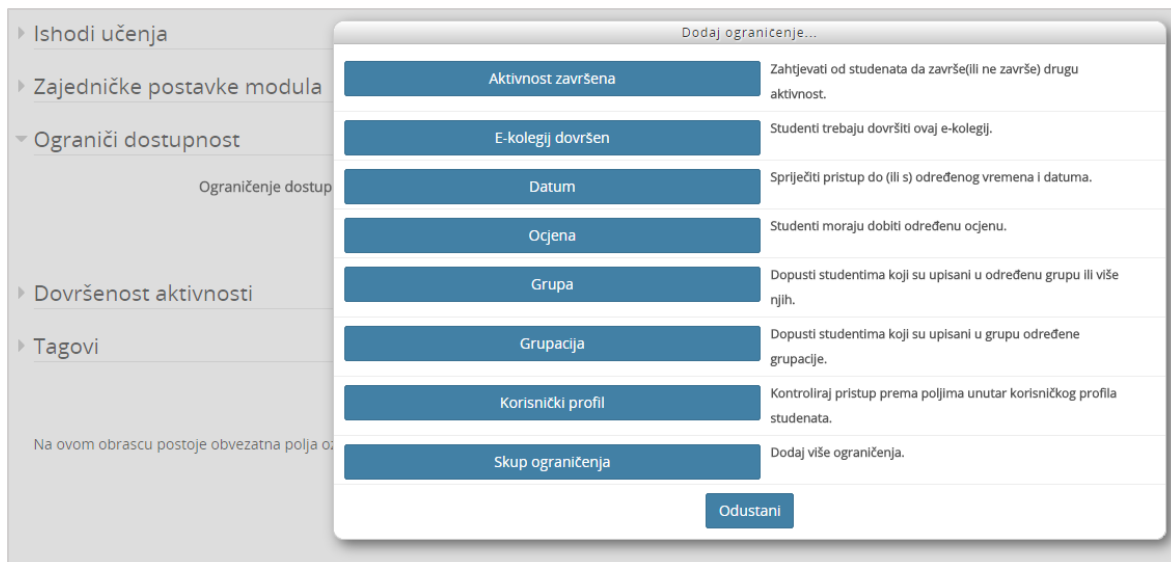 Ishodi učenja
Zajedničke postavke modula
Ograniči dostupnost
Ograničenje dostup
Dovršenost aktivnosti
Tagovi
Na ovom obrascu postoje obvezatna polja
Dodaj ograničenje...
Aktivnost završena
Zahtjevati od studenata da završe(ili ne završe) drugu
aktivnost.
E-kolegij dovršen
Studenti trebaju dovršiti ovaj e-kolegij.
Datum
Spriječiti pristup do (ili s) određenog vremena i datuma.
Ocjena
Studenti moraju dobiti određenu ocjenu.
Grupa
Dopusti studentima koji su upisani u određenu grupu ili više
njih.
Grupacija
Dopusti studentima koji su upisani u grupu određene
grupacije.
Korisnički profil
Kontroliraj pristup prema poljima unutar korisničkog profila
studenata.
Skup ograničenja
Dodaj više ograničenja.
Odustani